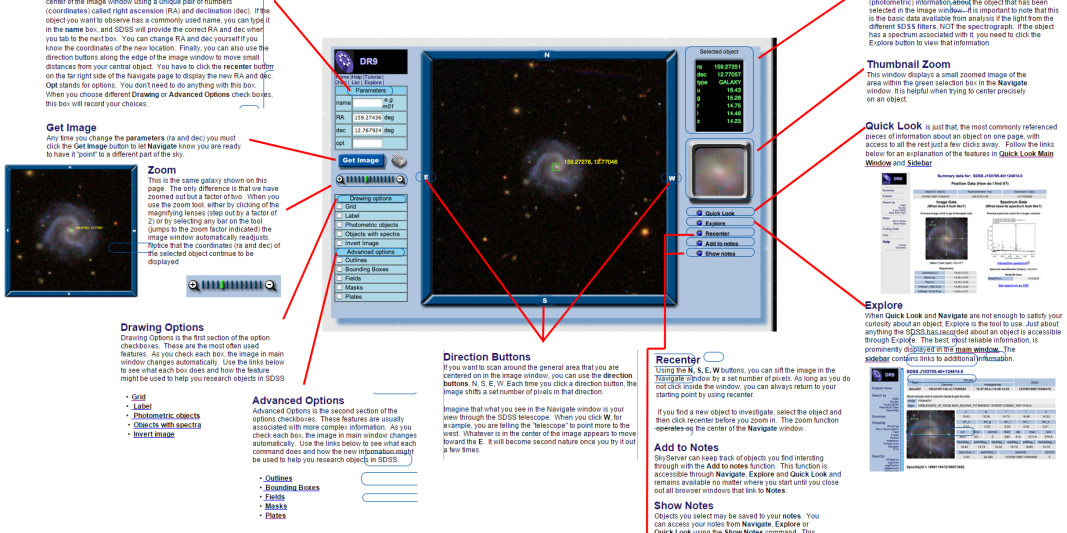 center of the image window using a unique pair of numbers
(coordinates) called right ascension (RA) and declination (dec). If the
object you want to observe has a commonly used name, you can type it
in the name box, and SDSS will provide the correct RA and dec when
you tab to the next box. You can change RA and dec yourself if you
know the coordinates of the new location. Finally, you can also use the
direction buttons along the edge of the image window to move small
distances from your central object. You have to click the recenter button
on the far right side of the Navigate page to display the new RA and dec.
Opt stands for options. You don't need to do anything with this box.
When you choose different Drawing or Advanced Options check boxes,
this box will record your choices.
Get Image
Any time you change the parameters (ra and dec) you must
click the Get Image button to let Navigate know you are ready
to have it "point" to a different part of the sky.
Zoom
This is the same galaxy shown on this
page. The only difference is that we have
zoomed out by a factor of two. When you
use the zoom tool, either by clicking of the
magnifying lenses (step out by a factor of
2) or by selecting any bar on the tool
(jumps to the zoom factor indicated) the
image window automatically readjusts.
Notice that the coordinates (ra and dec) of
the selected object continue to be
displayed
Drawing Options
Drawing Options is the first section of the option
checkboxes. These are the most often used
features. As you check each box, the image in main
window changes automatically. Use the links below
to see what each box does and how the feature
might be used to help you research objects in SDSS
• Grid
• Label
• Photometric objects
• Objects with spectra
• Invert image
Advanced Options
Advanced Options is the second section of the
options checkboxes. These features are usually
associated with more complex information. As you
check each box, the image in main window changes
automatically. Use the links below to see what each
command does and how the new information might
be used to help you research objects in SDSS.
• Outlines
• Bounding Boxes
• Fields
• Masks
• Plates
DR9
Home Help Tutorial
Chart List Explore
Parameters
name e.g. m51
RA 159.27436 deg
dec 12.767924 deg
opt
Get Image
Drawing options
Grid
Label
Photometric objects
Objects with spectra
Invert Image
Advanced options
Outlines
Bounding Boxes
Fields
Masks
Plates
N
E
W
S
159.27278, 12.77046
Selected object
ra 159.27251
dec 12.77057
type GALAXY
u 16.43
g 15.28
r 14.75
i 14.46
z 14.23
Quick Look
Explore
Recenter
Add to notes
Show notes
Direction Buttons
If you want to scan around the general area that you are
centered on in the image window, you can use the direction
buttons, N, S, E, W. Each time you click a direction button, the
image shifts a set number of pixels in that direction.
Imagine that what you see in the Navigate window is your
view through the SDSS telescope. When you click W, for
example, you are telling the "telescope" to point more to the
west. Whatever is in the center of the image appears to move
toward the E. It will become second nature once you try it out
a few times.
Recenter
Using the N, S, E, W buttons, you can sift the image in the
Navigate window by a set number of pixels. As long as you do
not click inside the window, you can always return to your
starting point by using recenter.
If you find a new object to investigate, select the object and
then click recenter before you zoom in. The zoom function
operates on the center of the Navigate window.
Add to Notes
SkyServer can keep track of objects you find intersting
through with the Add to notes function. This function is
accessible through Navigate, Explore and Quick Look and
remains available no matter where you start until you close
out all browser windows that link to Notes.
Show Notes
Objects you select may be saved to your notes. You
can access your notes from Navigate, Explore or
Quick Look using the Show Notes command. This
(photometric) information about the object that has been
selected in the image window. It is important to note that this
is the basic data available from analysis if the light from the
different SDSS filters, NOT the spectrograph. If the object
has a spectrum associated with it, you need to click the
Explore button to view that information.
Thumbnail Zoom
This window displays a small zoomed image of the
area within the green selection box in the Navigate
window. It is helpful when trying to center precisely
on an object.
Quick Look is just that, the most commonly referenced
pieces of information about an object on one page, with
access to all the rest just a few clicks away. Follow the links
below for an explanation of the features in Quick Look Main
Window and Sidebar
DR9
Summary data for: SDSS J103705.40+124614.0
Position Data (How do I find it?)
Image Data
(What does it look like?)
Spectrum Data
(What does its spectrum look like?)
Explore
When Quick Look and Navigate are not enough to satisfy your
curiosity about an object, Explore is the tool to use. Just about
anything the SDSS has recorded about an object is accessible
through Explore. The best, most reliable information, is
prominently displayed in the main window. The
sidebar contains links to additional information.
DR9
SDSS J103705.40+124614.0